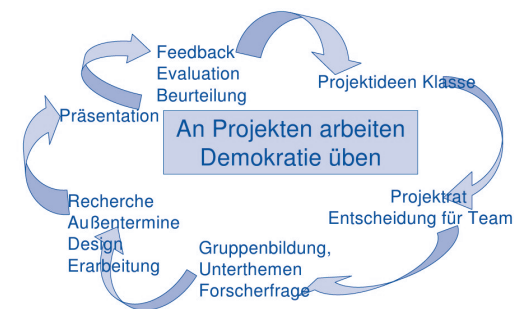 Feedback
Evaluation
Beurteilung
Projektideen Klasse
Präsentation
An Projekten arbeiten
Demokratie üben
Projektrat
Entscheidung für Team
Recherche
Außentermine
Design
Erarbeitung
Gruppenbildung,
Unterthemen
Forscherfrage